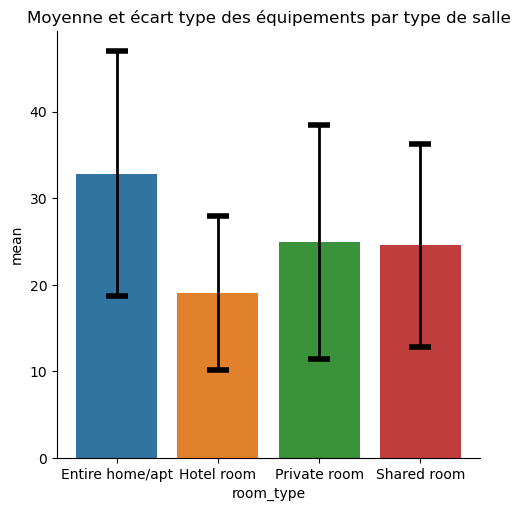 Moyenne et écart type des équipements par type de salle
mean
40
30
20
10
0
Entire home/apt Hotel room Private room Shared room
room_type